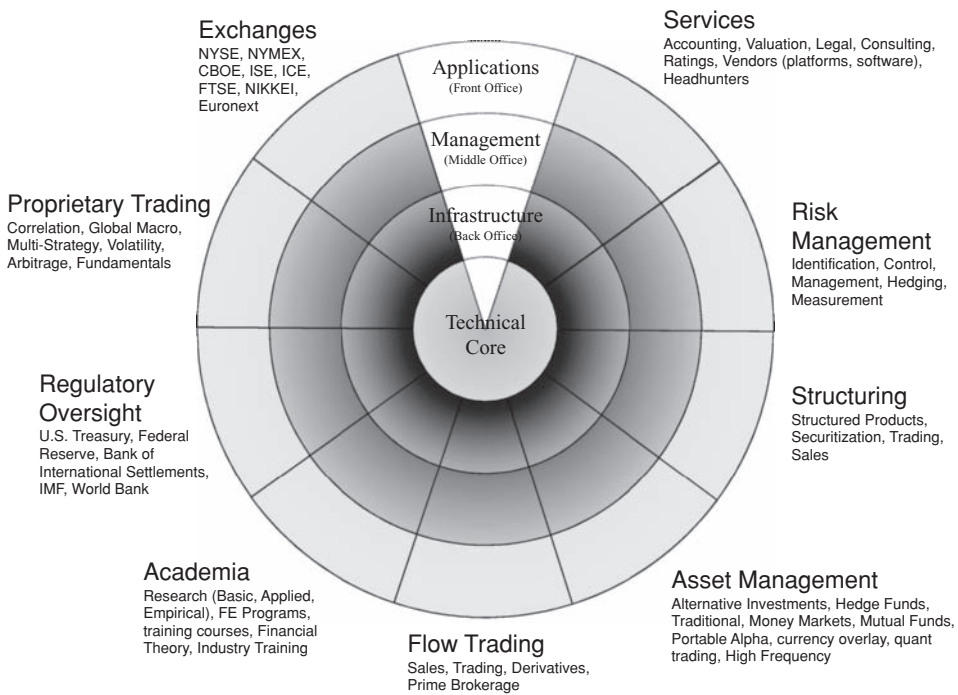 Exchanges
NYSE, NYMEX,
CBOE, ISE, ICE,
FTSE, NIKKEI,
Euronext
Services
Accounting, Valuation, Legal, Consulting,
Ratings, Vendors (platforms, software),
Headhunters
Applications
(Front Office)
Management
(Middle Office)
Infrastructure
(Back Office)
Technical
Core
Proprietary Trading
Correlation, Global Macro,
Multi-Strategy, Volatility,
Arbitrage, Fundamentals
Risk
Management
Identification, Control,
Management, Hedging,
Measurement
Regulatory
Oversight
U.S. Treasury, Federal
Reserve, Bank of
International Settlements,
IMF, World Bank
Structuring
Structured Products,
Securitization, Trading,
Sales
Academia
Research (Basic, Applied,
Empirical), FE Programs,
training courses, Financial
Theory, Industry Training
Flow Trading
Sales, Trading, Derivatives,
Prime Brokerage
Asset Management
Alternative Investments, Hedge Funds,
Traditional, Money Markets, Mutual Funds,
Portable Alpha, currency overlay, quant
trading, High Frequency